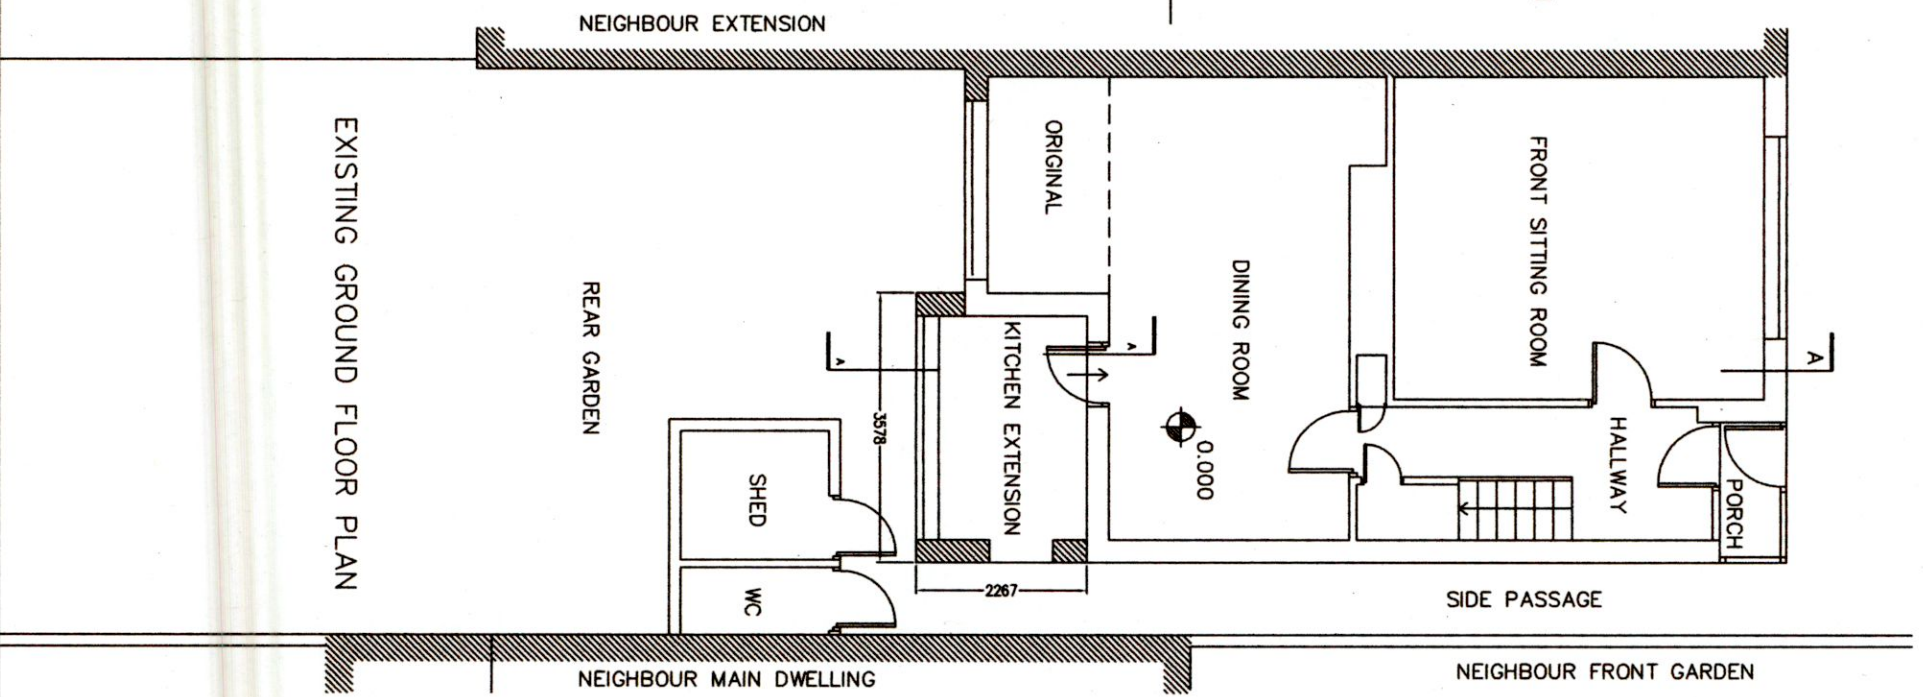 NEIGHBOUR EXTENSION
EXISTING GROUND FLOOR PLAN
REAR GARDEN
ORIGINAL
KITCHEN EXTENSION
DINING ROOM
FRONT SITTING ROOM
HALLWAY
PORCH
SHED
WC
A
A
A
0.000
3578
2267
SIDE PASSAGE
NEIGHBOUR MAIN DWELLING
NEIGHBOUR FRONT GARDEN